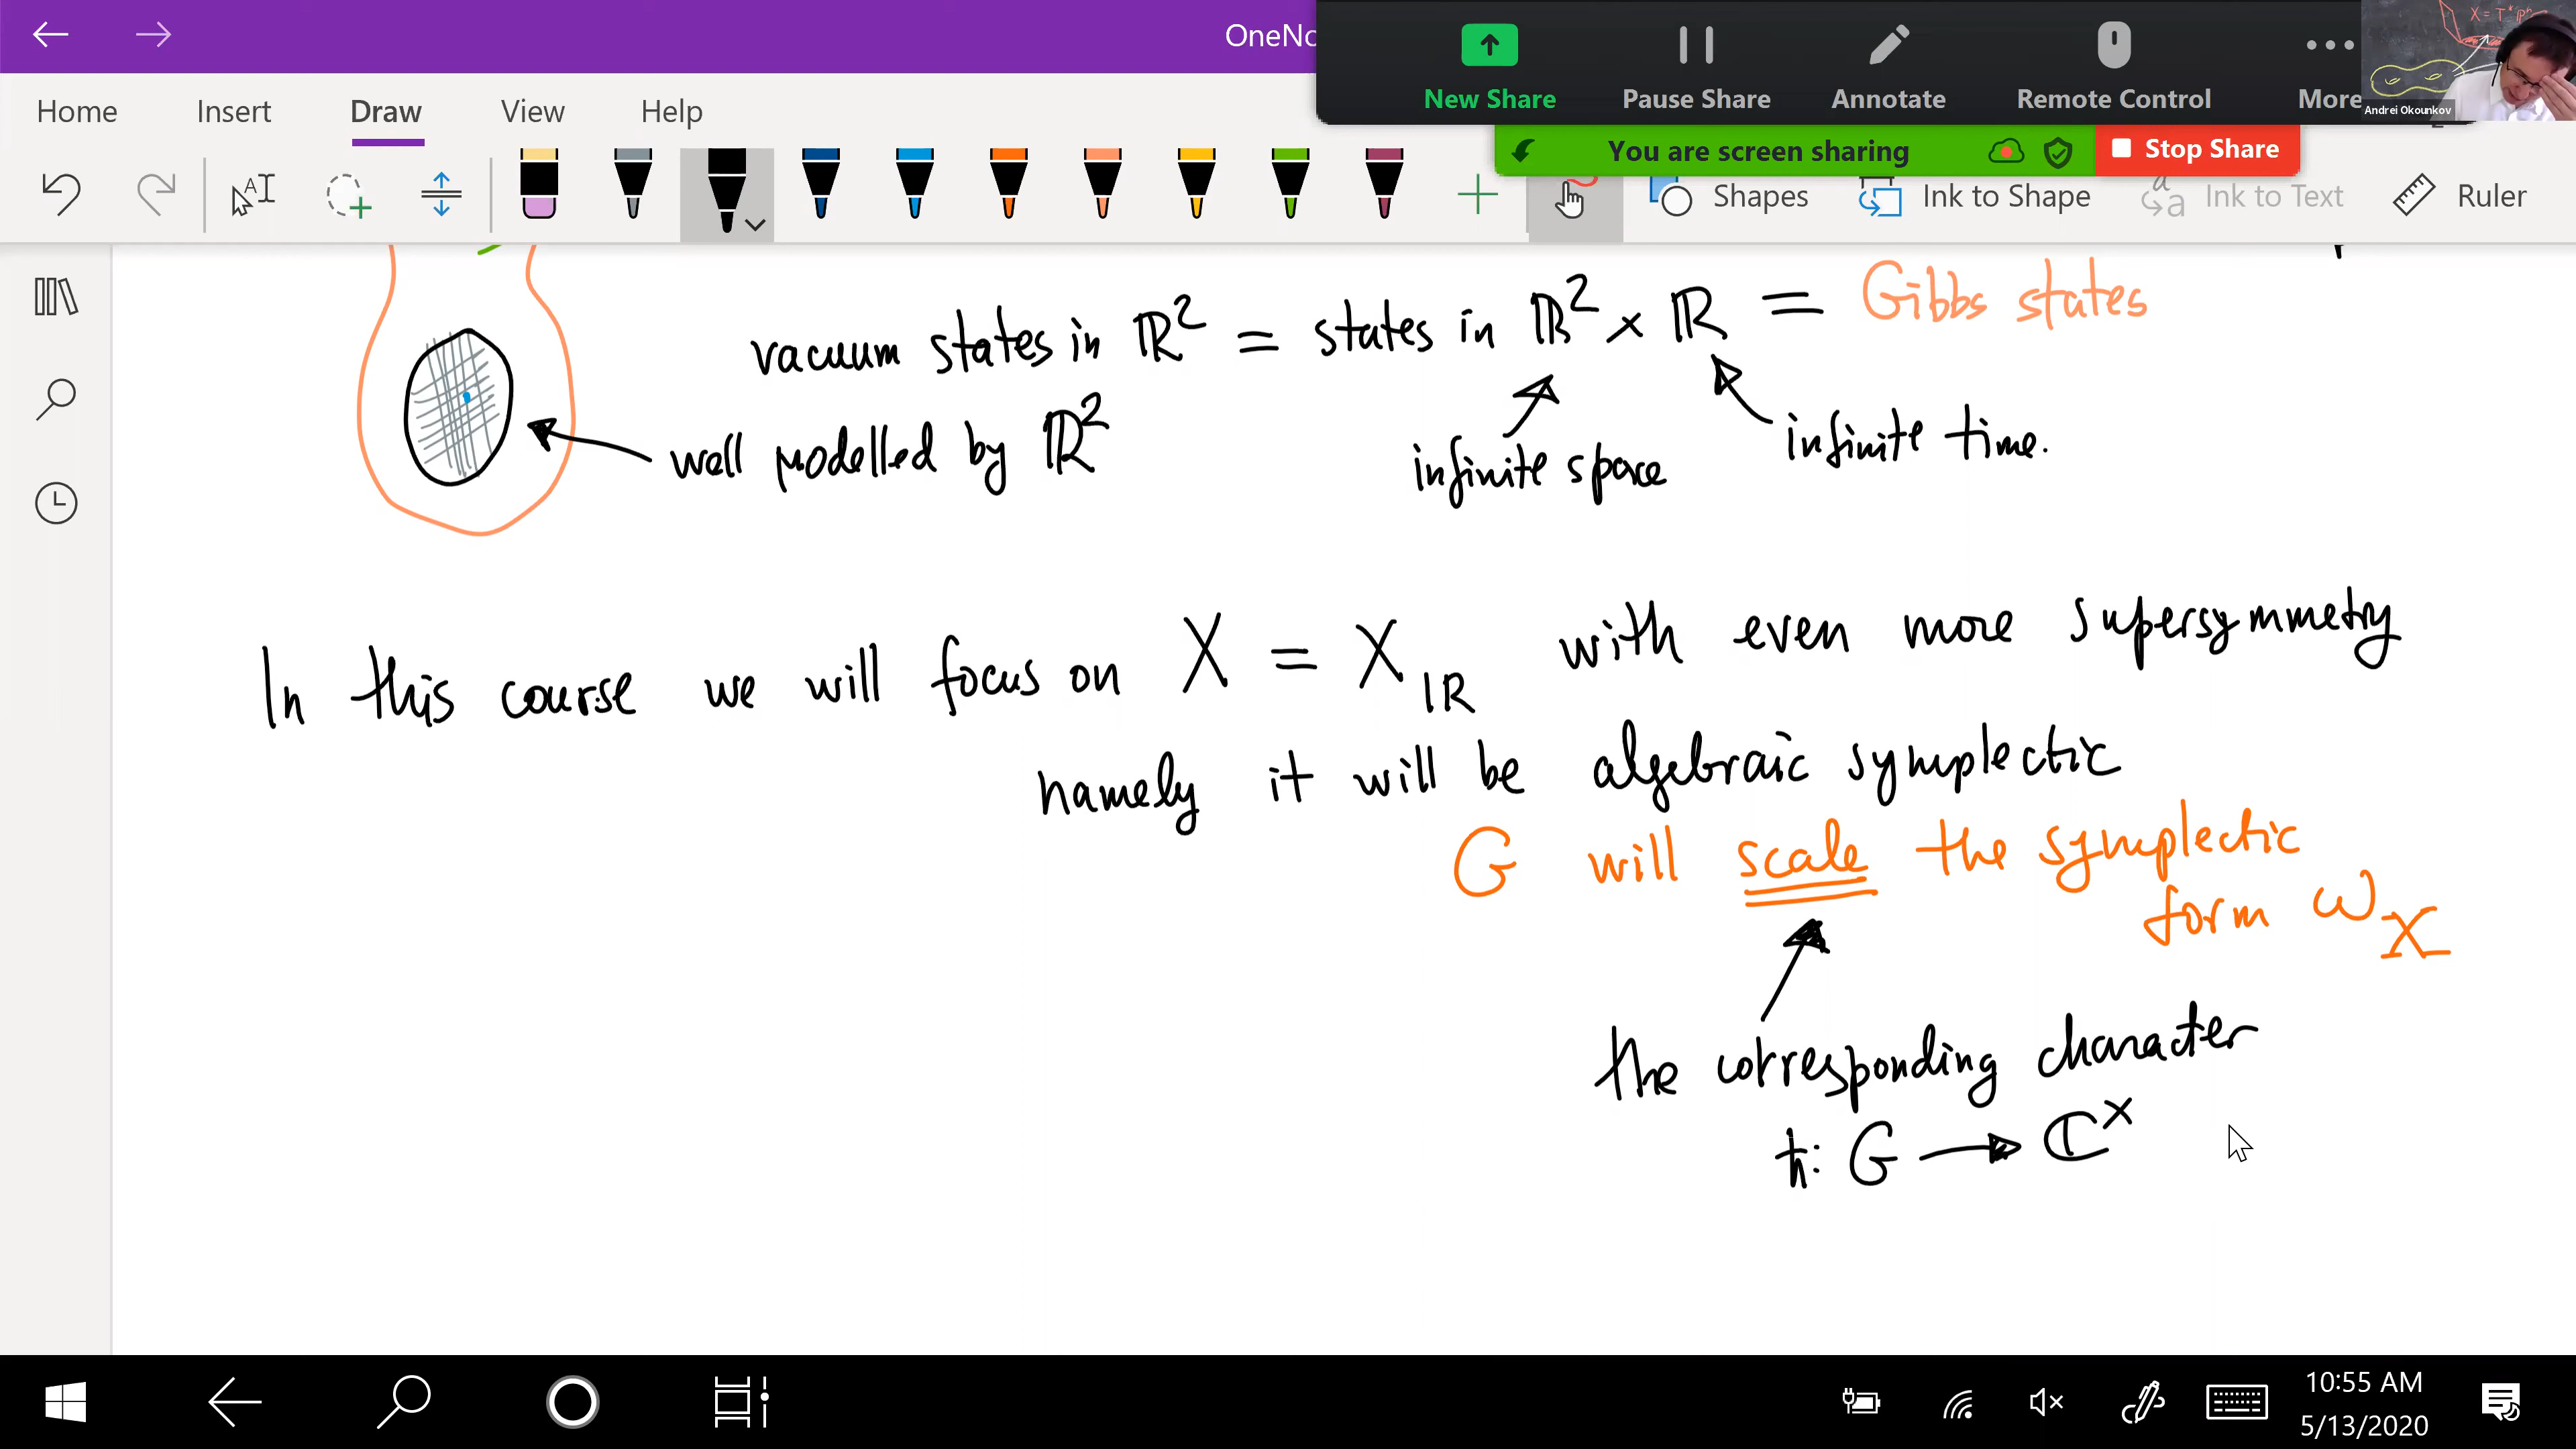 OneNo
New Share
Pause Share
Annotate
Remote Control
More
X = T*
Andrei Okounkov
You are screen sharing
Stop Share
Home
Insert
Draw
View
Help
Shapes
Ink to Shape
Ink to Text
Ruler
vacuum states in ℝ² = states in ℝ² × ℝ = Gibbs states
well modelled by ℝ²
infinite space
infinite time.
In this course we will focus on X = X_IR with even more supersymmetry
namely it will be algebraic symplectic
G will scale the symplectic
form ω_X
the corresponding character
ħ: G → ℂ^×
10:55 AM
5/13/2020